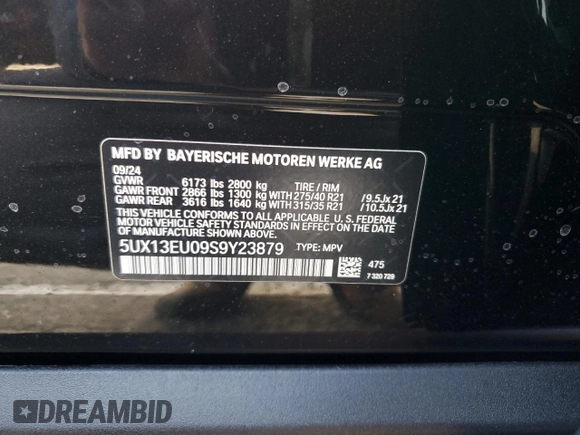 MFD BY BAYERISCHE MOTOREN WERKE AG
09/24
GVWR 6173 lbs 2800 kg TIRE / RIM
GAWR FRONT 2866 lbs 1300 kg WITH 275/40 R21 /9.5Jx 21
GAWR REAR 3616 lbs 1640 kg WITH 315/35 R21 /10.5Jx 21
THIS VEHICLE CONFORMS TO ALL APPLICABLE U. S. FEDERAL
MOTOR VEHICLE SAFETY STANDARDS IN EFFECT ON THE
DATE OF MANUFACTURE SHOWN ABOVE.
5UX13EU09S9Y23879 TYPE: MPV
475
7 320 729
DREAMBID